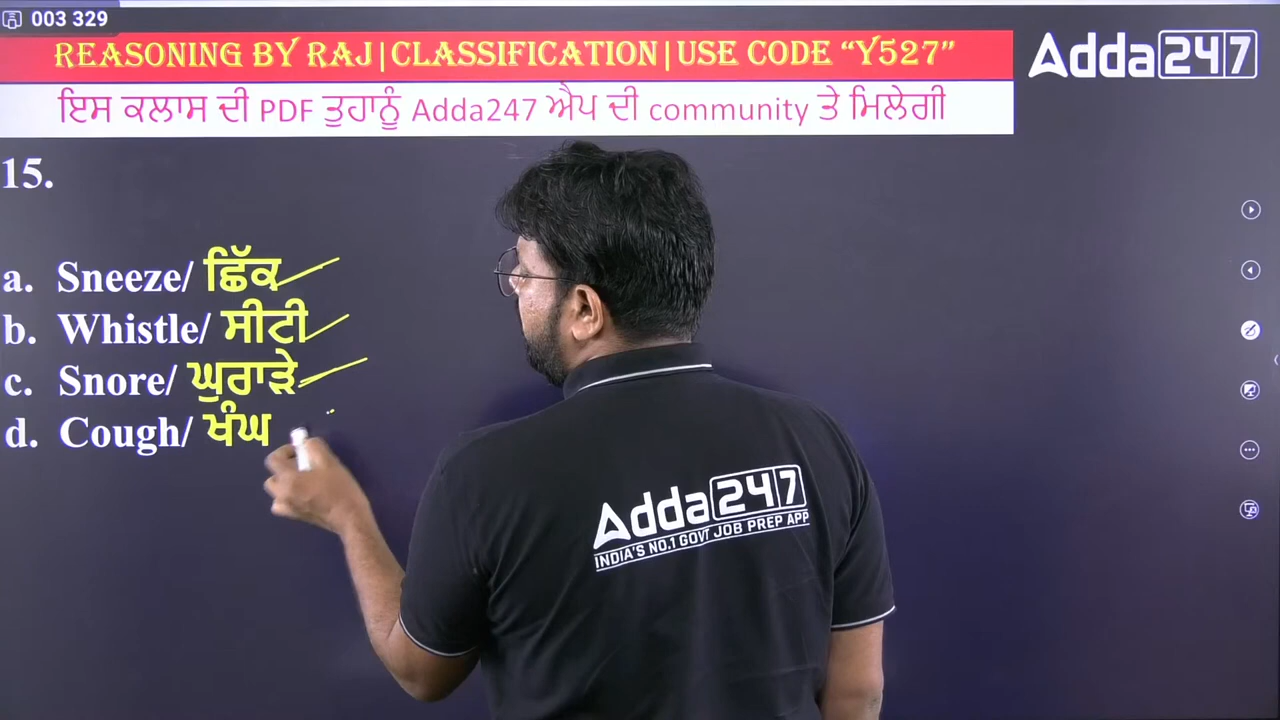 003 329
REASONING BY RAJ|CLASSIFICATION|USE CODE “Y527”
Adda247
ਇਸ ਕਲਾਸ ਦੀ PDF ਤੁਹਾਨੂੰ Adda247 ਐਪ ਦੀ community ਤੇ ਮਿਲੇਗੀ
15.
a. Sneeze/ ਛਿੱਕ
b. Whistle/ ਸੀਟੀ
c. Snore/ ਘੁਰਾੜੇ
d. Cough/ ਖੰਘ
Adda247
INDIA'S NO.1 GOVT JOB PREP APP